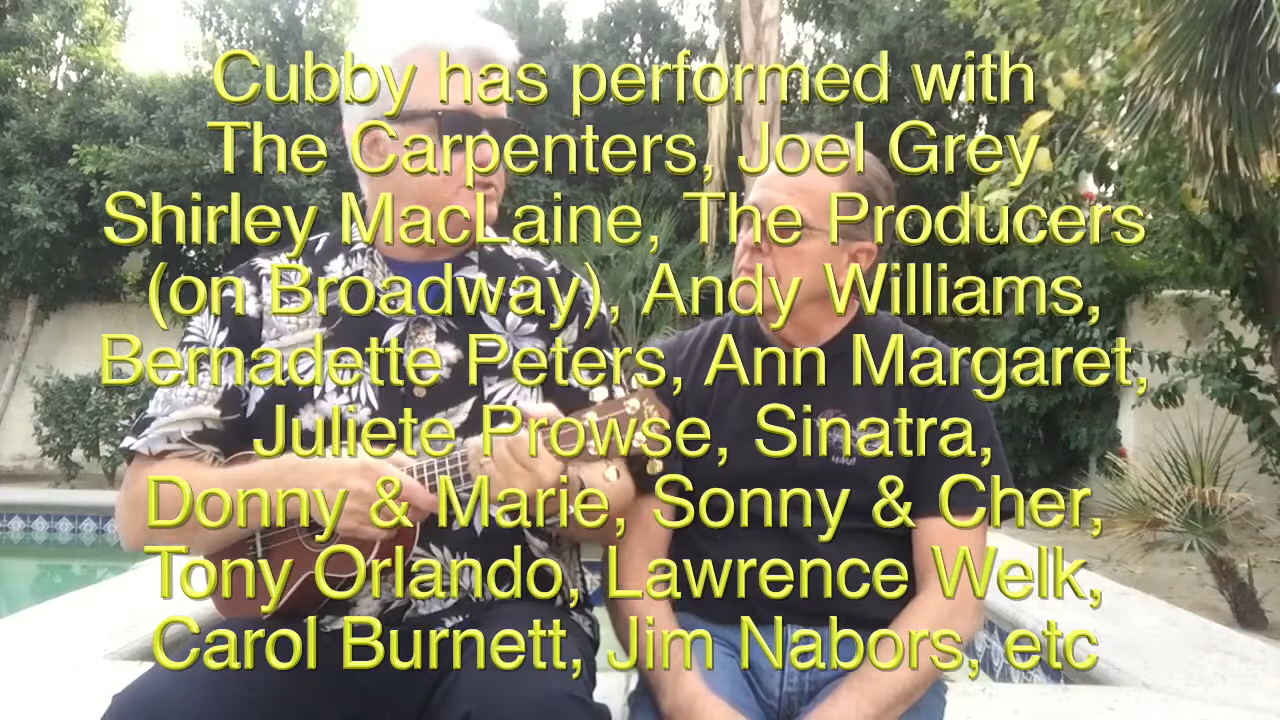 Cubby has performed with
The Carpenters, Joel Grey
Shirley MacLaine, The Producers
(on Broadway), Andy Williams,
Bernadette Peters, Ann Margaret,
Juliete Prowse, Sinatra,
Donny & Marie, Sonny & Cher,
Tony Orlando, Lawrence Welk,
Carol Burnett, Jim Nabors, etc